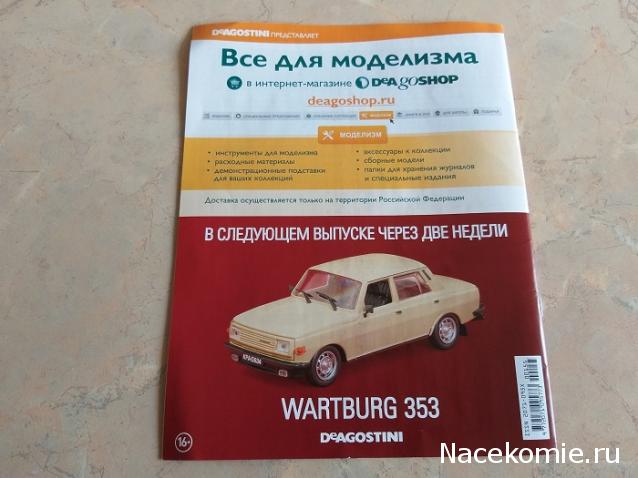 DeAGOSTINI ПРЕДСТАВЛЯЕТ
Все для моделизма
в интернет-магазине DeAgoSHOP
deagoshop.ru
МОДЕЛИЗМ
• инструменты для моделизма
• расходные материалы
• демонстрационные подставки
для ваших коллекций
• аксессуары к коллекции
• сборные модели
• папки для хранения журналов
и специальные издания
Доставка осуществляется только на территории Российской Федерации
В СЛЕДУЮЩЕМ ВЫПУСКЕ ЧЕРЕЗ ДВЕ НЕДЕЛИ
WARTBURG 353
DeAGOSTINI
16+
Nacekomie.ru